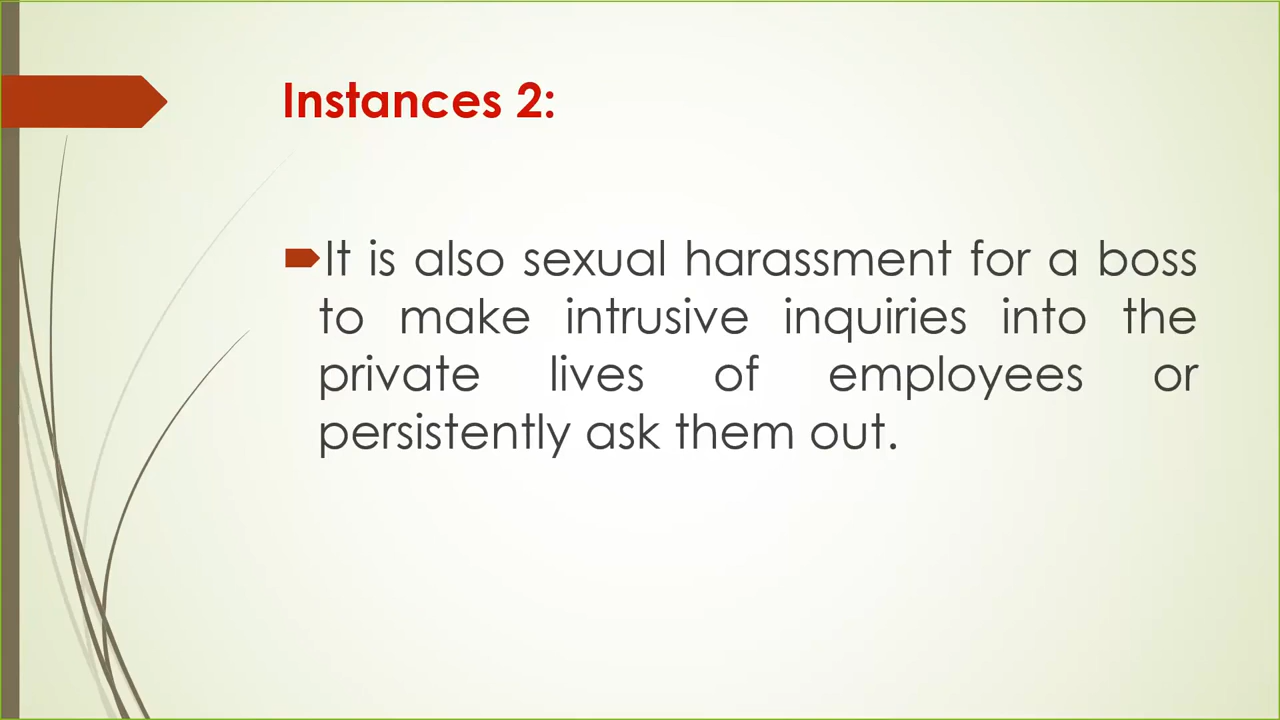 Instances 2:
It is also sexual harassment for a boss
to make intrusive inquiries into the
private lives of employees or
persistently ask them out.